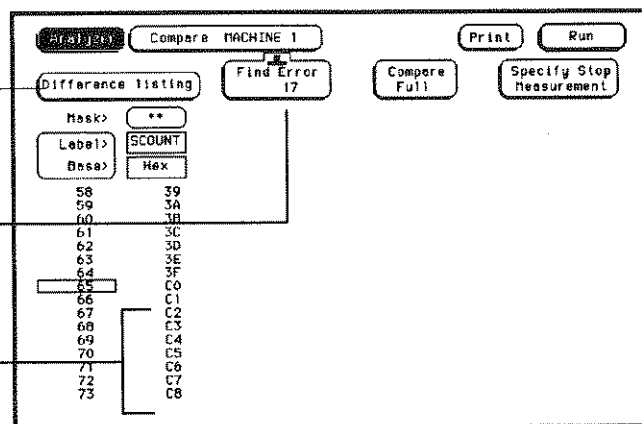 Analyzer Compare MACHINE 1 Print Run
Difference listing Find Error 17 Compare Full Specify Stop Measurement
Mask> **
Label> SCOUNT
Base> Hex
58 39
59 3A
60 3B
61 3C
62 3D
63 3E
64 3F
65 C0
66 C1
67 C2
68 C3
69 C4
70 C5
71 C6
72 C7
73 C8